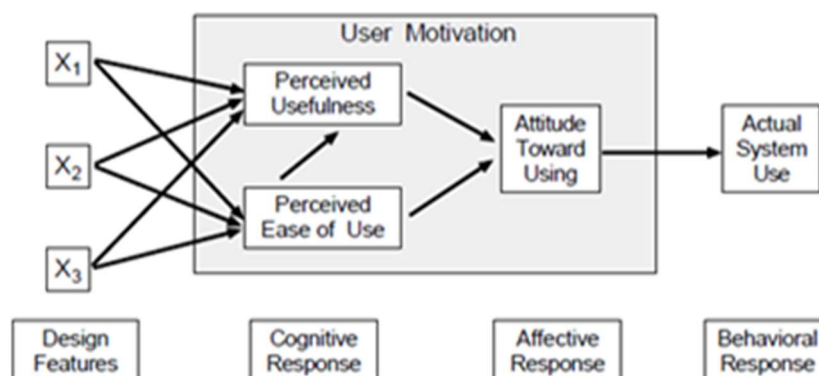 User Motivation
X₁
X₂
X₃
Perceived
Usefulness
Perceived
Ease of Use
Attitude
Toward
Using
Actual
System
Use
Design
Features
Cognitive
Response
Affective
Response
Behavioral
Response